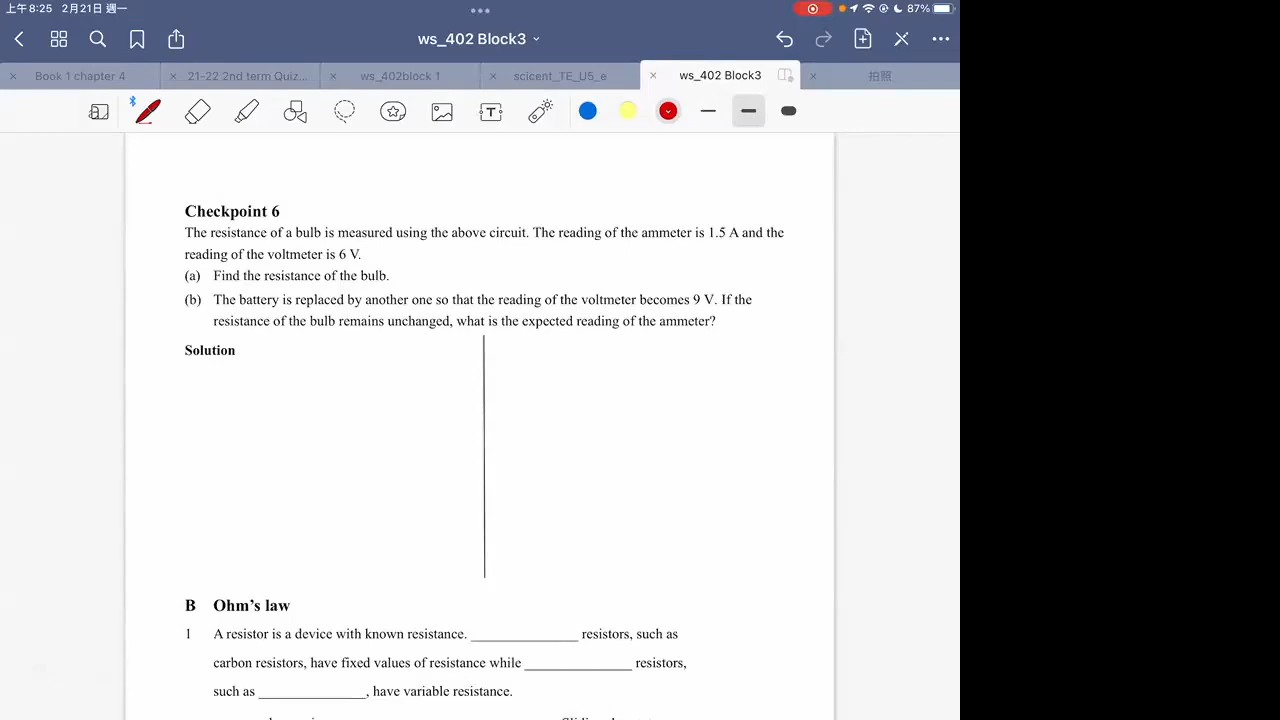 上午8:25 2月21日 週一
87%
ws_402 Block3
Book 1 chapter 4
21-22 2nd term Quiz...
ws_402block 1
scicent_TE_U5_e
ws_402 Block3
拍照
Checkpoint 6
The resistance of a bulb is measured using the above circuit. The reading of the ammeter is 1.5 A and the
reading of the voltmeter is 6 V.
(a) Find the resistance of the bulb.
(b) The battery is replaced by another one so that the reading of the voltmeter becomes 9 V. If the
resistance of the bulb remains unchanged, what is the expected reading of the ammeter?
Solution
B Ohm's law
1 A resistor is a device with known resistance. _______________ resistors, such as
carbon resistors, have fixed values of resistance while _______________ resistors,
such as _______________, have variable resistance.